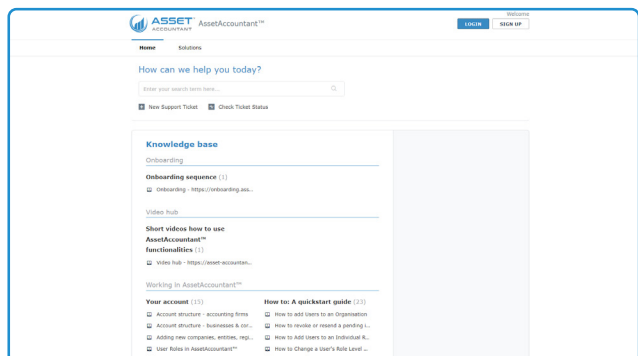 Welcome
ASSET
ACCOUNTANT
AssetAccountant™
LOGIN
SIGN UP
Home
Solutions
How can we help you today?
Enter your search term here...
New Support Ticket
Check Ticket Status
Knowledge base
Onboarding
Onboarding sequence (1)
Onboarding - https://onboarding.ass...
Video hub
Short videos how to use
AssetAccountant™
functionalities (1)
Video hub - https://asset-accountan...
Working in AssetAccountant™
Your account (15)
Account structure - accounting firms
Account structure - businesses & cor...
Adding new companies, entities, regi...
User Roles in AssetAccountant™
How to: A quickstart guide (23)
How to add Users to an Organisation
How to revoke or resend a pending i...
How to Add Users to an Individual R...
How to Change a User's Role Level ...